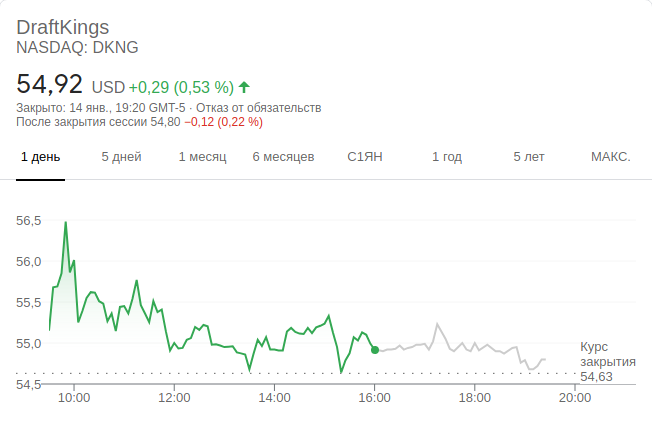 DraftKings
NASDAQ: DKNG
54,92 USD +0,29 (0,53 %)
Закрыто: 14 янв., 19:20 GMT-5 · Отказ от обязательств
После закрытия сессии 54,80 −0,12 (0,22 %)
1 день 5 дней 1 месяц 6 месяцев С1ЯН 1 год 5 лет МАКС.
56,5
56,0
55,5
55,0
Курс
закрытия
54,63
54,5
10:00 12:00 14:00 16:00 18:00 20:00